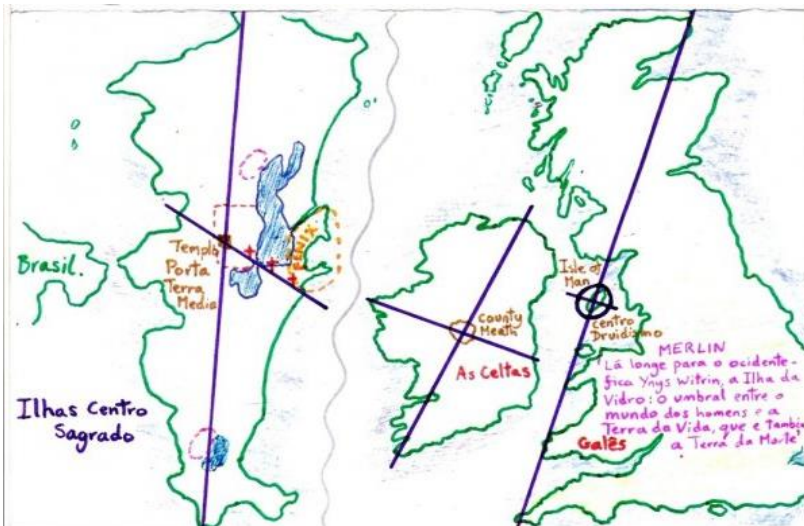 Brasil.
Templo
Porta
Terra
Media
FENIX
Ilhas Centro
Sagrado
Isle of
Man
County
Meath
Centro
Druidismo
As Celtas
MERLIN
Lá longe para o ocidente
fica Ynys Witrin, a Ilha da
Vidro: o umbral entre o
mundo dos homens e a
Terra da Vida, que e També
a Terra da Morte
Galês